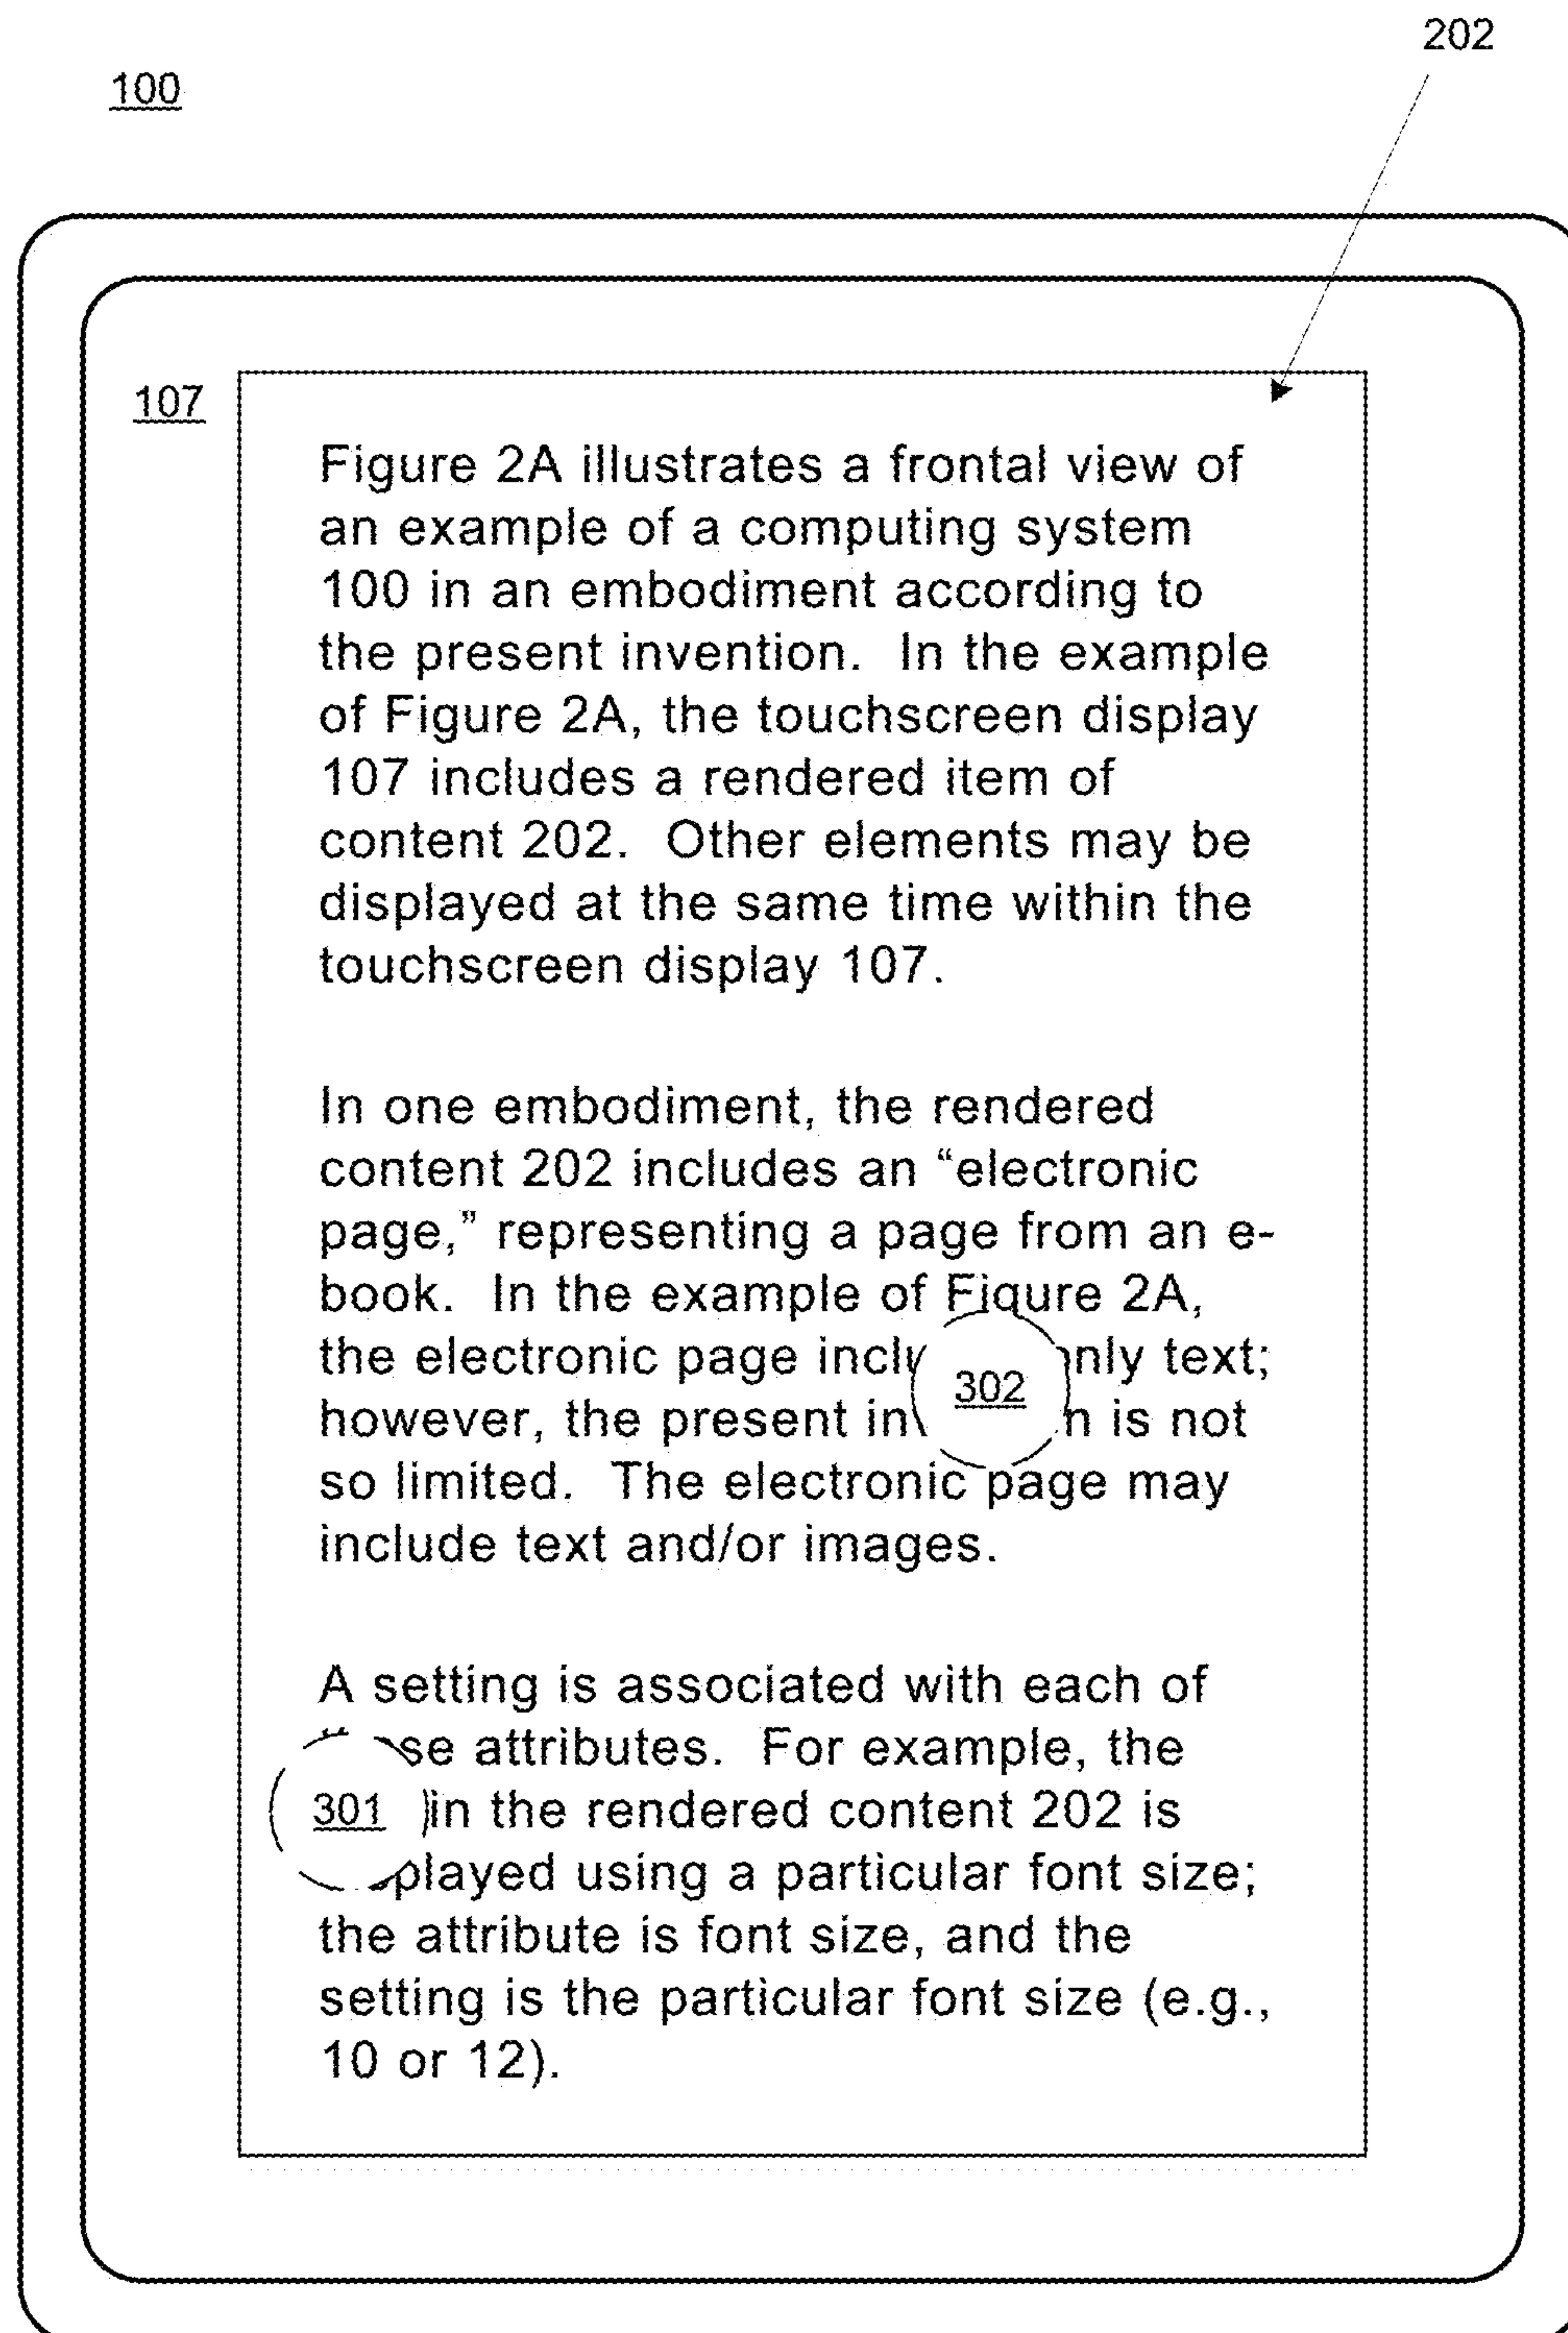 202
100
107
Figure 2A illustrates a frontal view of
an example of a computing system
100 in an embodiment according to
the present invention. In the example
of Figure 2A, the touchscreen display
107 includes a rendered item of
content 202. Other elements may be
displayed at the same time within the
touchscreen display 107.
In one embodiment, the rendered
content 202 includes an “electronic
page,” representing a page from an e-
book. In the example of Figure 2A,
the electronic page inclu nly text;
302
however, the present in n is not
so limited. The electronic page may
include text and/or images.
A setting is associated with each of
se attributes. For example, the
301 in the rendered content 202 is
played using a particular font size;
the attribute is font size, and the
setting is the particular font size (e.g.,
10 or 12).